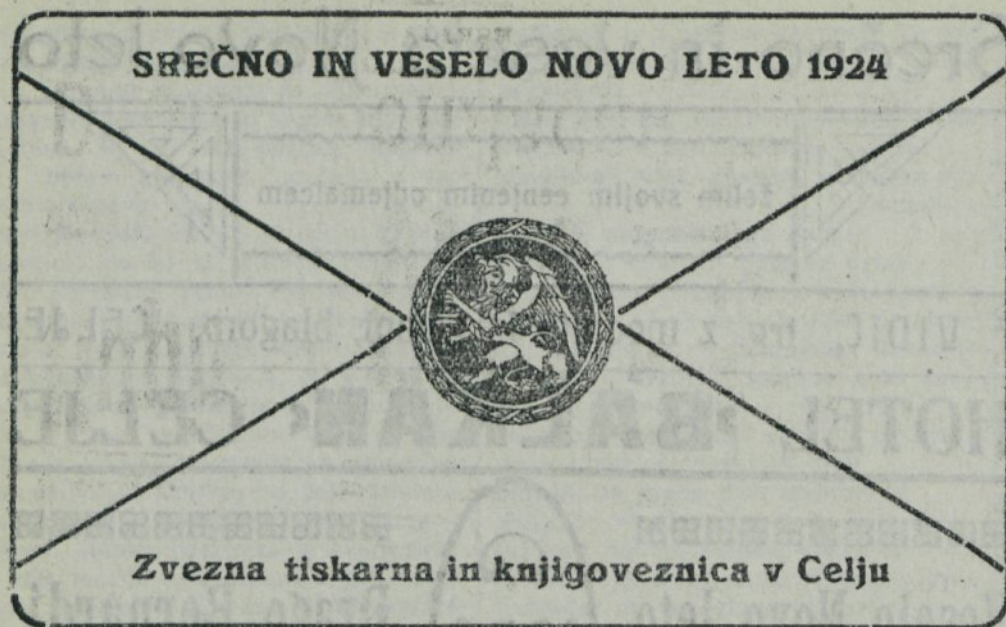 SREČNO IN VESELO NOVO LETO 1924
Zvezna tiskarna in knjigoveznica v Celju